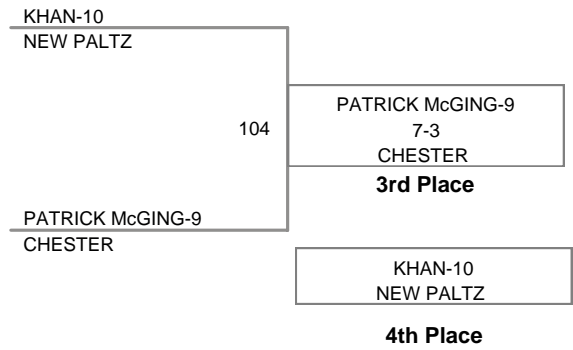 KHAN-10
NEW PALTZ
104
PATRICK McGING-9
7-3
CHESTER
3rd Place
PATRICK McGING-9
CHESTER
KHAN-10
NEW PALTZ
4th Place